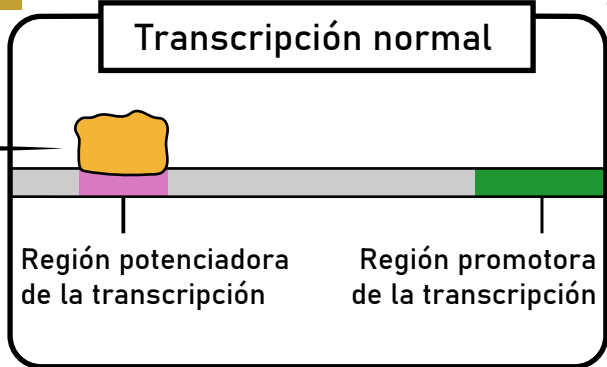 Transcripción normal
Región potenciadora
de la transcripción
Región promotora
de la transcripción